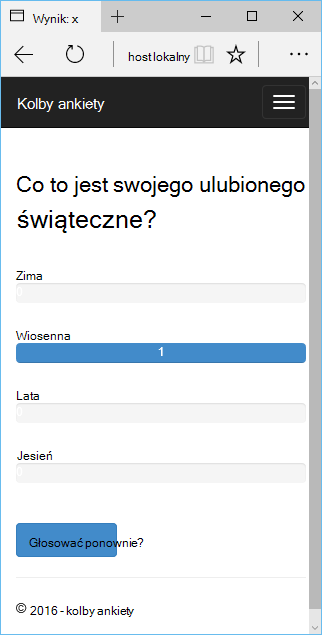 Wynik: x
host lokalny
Kolby ankiety
Co to jest swojego ulubionego
świąteczne?
Zima
0
Wiosenna
1
Lata
0
Jesień
0
Głosować ponownie?
© 2016 - kolby ankiety